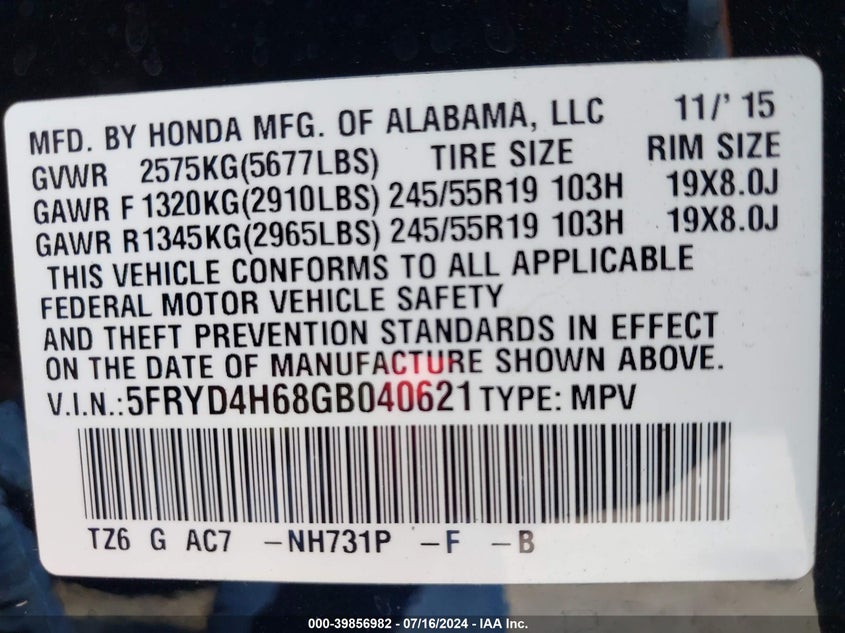 MFD. BY HONDA MFG. OF ALABAMA, LLC 11/' 15
GVWR 2575KG(5677LBS) TIRE SIZE RIM SIZE
GAWR F 1320KG(2910LBS) 245/55R19 103H 19X8.0J
GAWR R1345KG(2965LBS) 245/55R19 103H 19X8.0J
THIS VEHICLE CONFORMS TO ALL APPLICABLE
FEDERAL MOTOR VEHICLE SAFETY
AND THEFT PREVENTION STANDARDS IN EFFECT
ON THE DATE OF MANUFACTURE SHOWN ABOVE.
V.I.N.:5FRYD4H68GB040621 TYPE: MPV
TZ6 G AC7 -NH731P -F -B
000-39856982 - 07/16/2024 - IAA Inc.